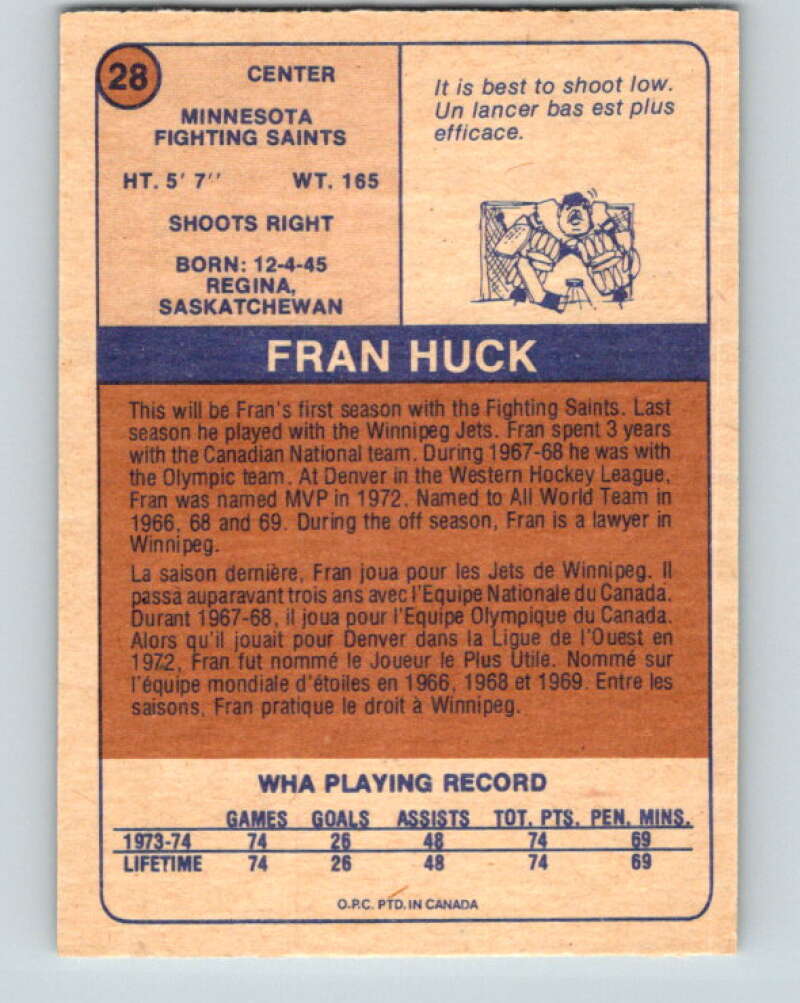 28
CENTER
MINNESOTA
FIGHTING SAINTS
HT. 5' 7'' WT. 165
SHOOTS RIGHT
BORN: 12-4-45
REGINA,
SASKATCHEWAN
It is best to shoot low.
Un lancer bas est plus
efficace.
FRAN HUCK
This will be Fran's first season with the Fighting Saints. Last
season he played with the Winnipeg Jets. Fran spent 3 years
with the Canadian National team. During 1967-68 he was with
the Olympic team. At Denver in the Western Hockey League,
Fran was named MVP in 1972. Named to All World Team in
1966, 68 and 69. During the off season, Fran is a lawyer in
Winnipeg.
La saison dernière, Fran joua pour les Jets de Winnipeg. Il
passa auparavant trois ans avec l'Equipe Nationale du Canada.
Durant 1967-68, il joua pour l'Equipe Olympique du Canada.
Alors qu'il jouait pour Denver dans la Ligue de l'Ouest en
1972, Fran fut nommé le Joueur le Plus Utile. Nommé sur
l'équipe mondiale d'étoiles en 1966, 1968 et 1969. Entre les
saisons, Fran pratique le droit à Winnipeg.
WHA PLAYING RECORD
GAMES GOALS ASSISTS TOT. PTS. PEN. MINS.
1973-74 74 26 48 74 69
LIFETIME 74 26 48 74 69
O.P.C. PTD. IN CANADA